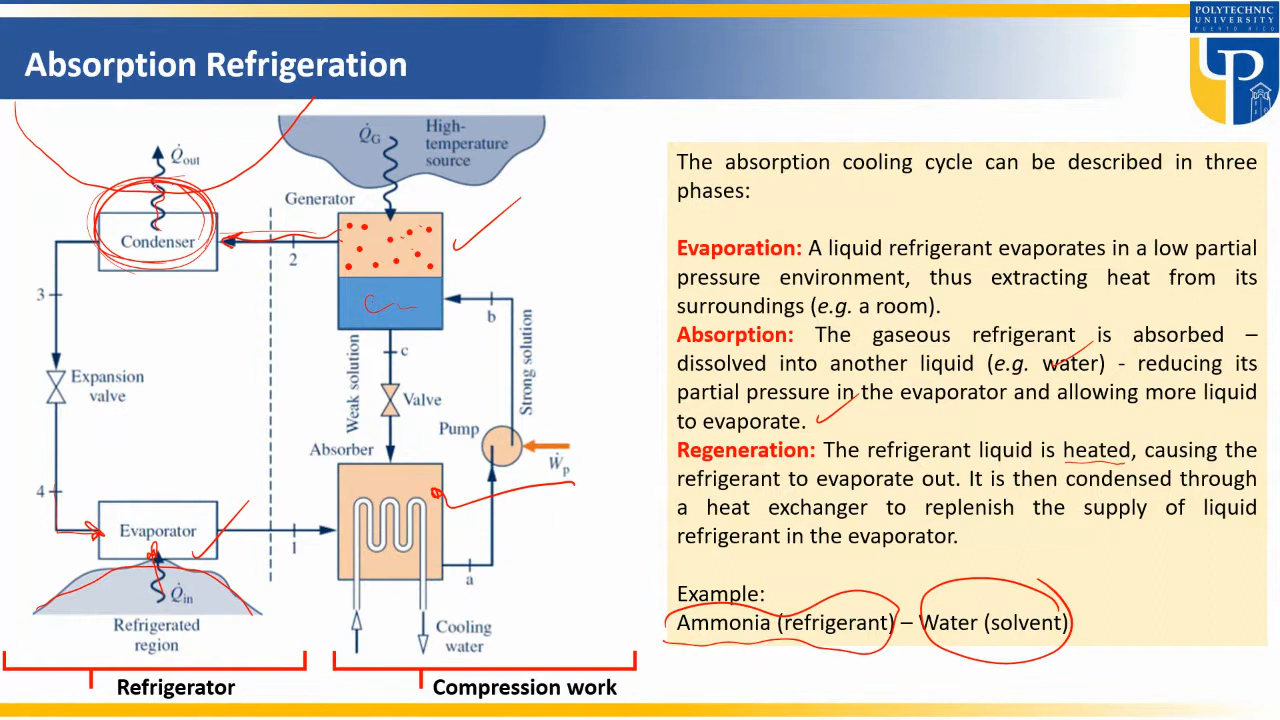 POLYTECHNIC
UNIVERSITY
PUERTO RICO
Absorption Refrigeration
Q̇out
Q̇G
High-
temperature
source
Generator
Condenser
2
3
b
c
Expansion
valve
Weak solution
Valve
Strong solution
Pump
Ẇp
Absorber
4
Evaporator
1
a
Q̇in
Refrigerated
region
Cooling
water
Refrigerator
Compression work
The absorption cooling cycle can be described in three
phases:
Evaporation: A liquid refrigerant evaporates in a low partial
pressure environment, thus extracting heat from its
surroundings (e.g. a room).
Absorption: The gaseous refrigerant is absorbed –
dissolved into another liquid (e.g. water) - reducing its
partial pressure in the evaporator and allowing more liquid
to evaporate.
Regeneration: The refrigerant liquid is heated, causing the
refrigerant to evaporate out. It is then condensed through
a heat exchanger to replenish the supply of liquid
refrigerant in the evaporator.
Example:
Ammonia (refrigerant) – Water (solvent)